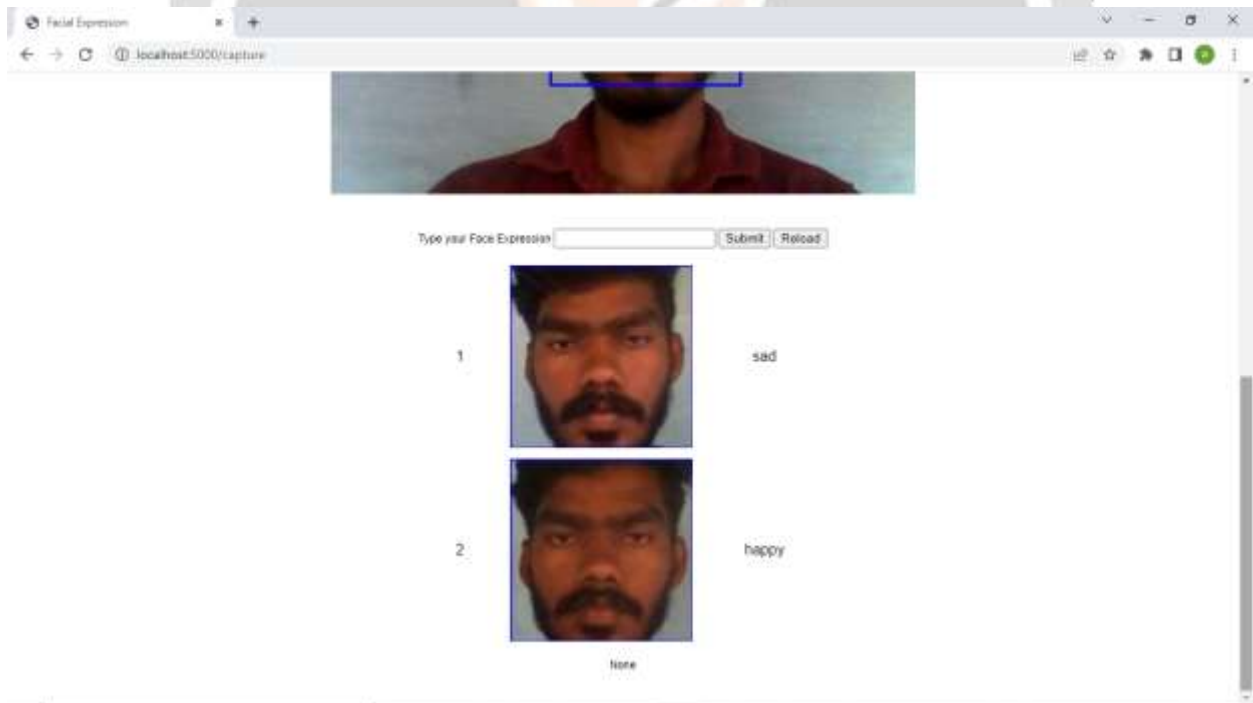 Facial Expression
localhost:5000/capture
Type your Face Expression Submit Reload
1 sad
2 happy
None